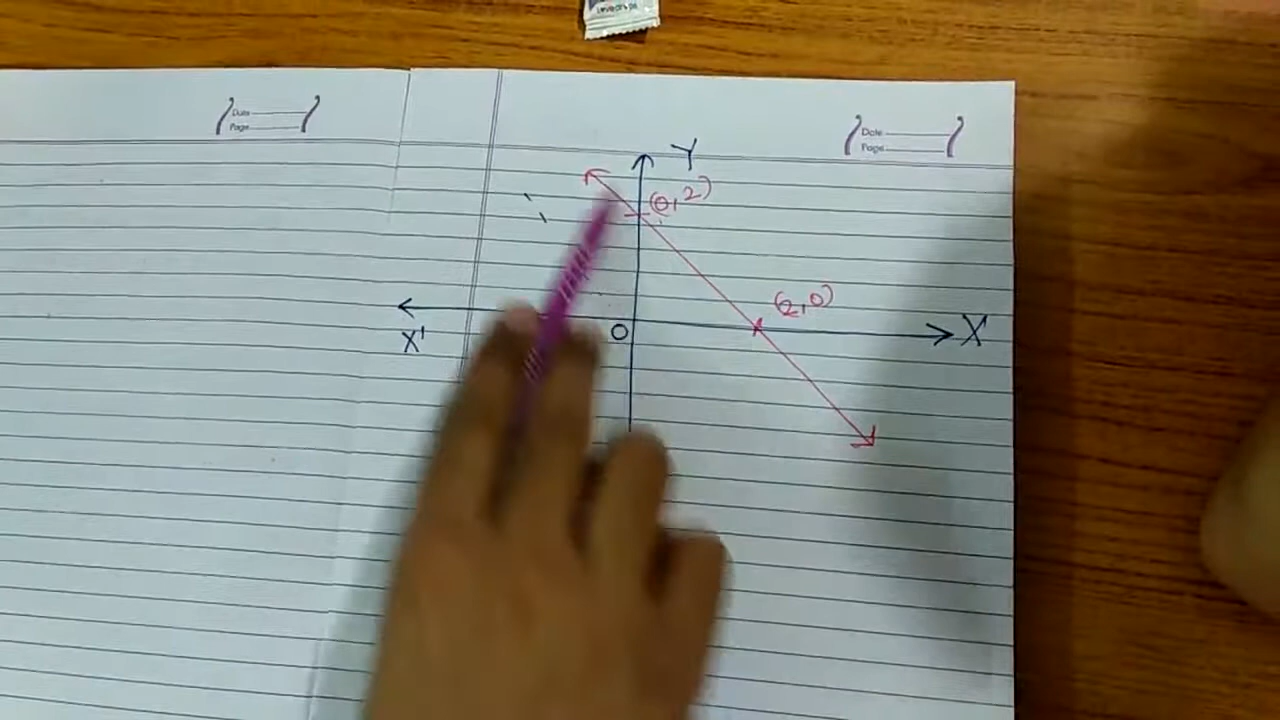 Date
Page
Date
Page
Y
(0, 2)
(2, 0)
X'
O
X